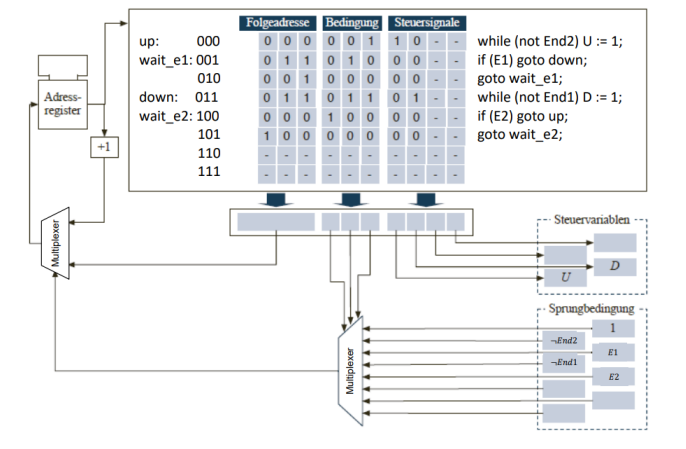 Folgeadresse Bedingung Steuersignale
up: 000 0 0 0 0 0 1 1 0 - - while (not End2) U := 1;
wait_e1: 001 0 1 1 0 1 0 0 0 - - if (E1) goto down;
010 0 0 1 0 0 0 0 0 - - goto wait_e1;
down: 011 0 1 1 0 1 1 0 1 - - while (not End1) D := 1;
wait_e2: 100 0 0 0 1 0 0 0 0 - - if (E2) goto up;
101 1 0 0 0 0 0 0 0 - - goto wait_e2;
110 - - - - - - - - - -
111 - - - - - - - - - -
Adress-
register
+1
Multiplexer
Steuervariablen
D
U
Sprungbedingung
1
¬End2
E1
¬End1
E2
Multiplexer